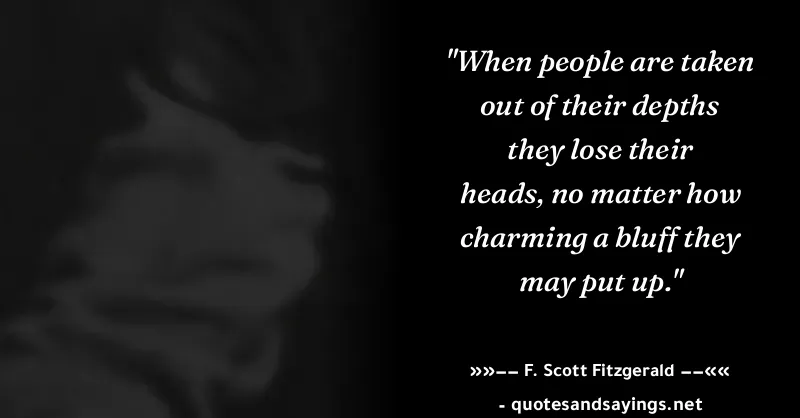 "When people are taken
out of their depths
they lose their
heads, no matter how
charming a bluff they
may put up."
»»–– F. Scott Fitzgerald ––««
- quotesandsayings.net